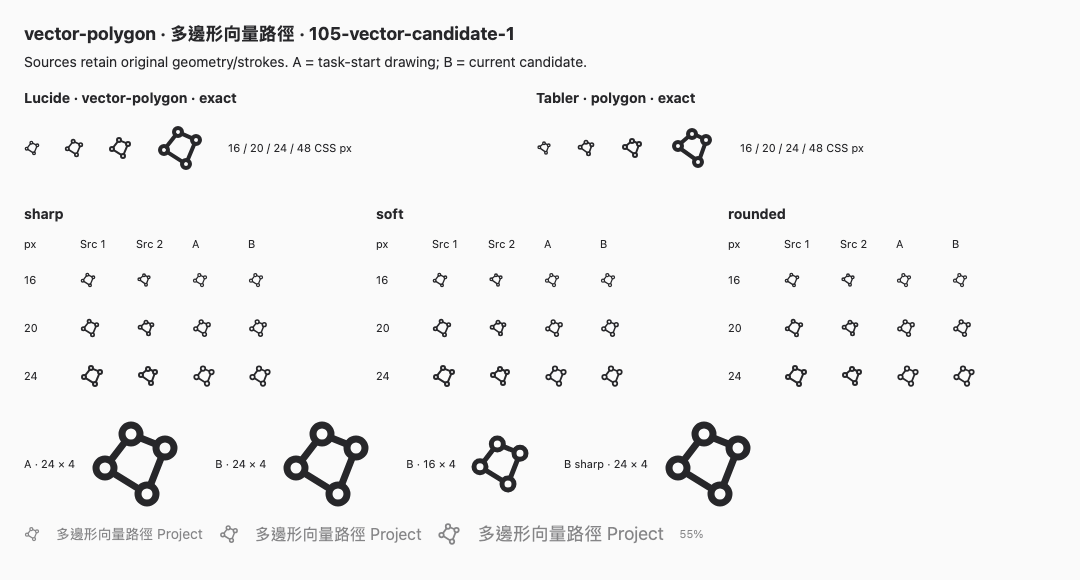 vector-polygon · 多邊形向量路徑 · 105-vector-candidate-1
Sources retain original geometry/strokes. A = task-start drawing; B = current candidate.
Lucide · vector-polygon · exact
Tabler · polygon · exact
16 / 20 / 24 / 48 CSS px
16 / 20 / 24 / 48 CSS px
sharp
soft
rounded
px Src 1 Src 2 A B
px Src 1 Src 2 A B
px Src 1 Src 2 A B
16
16
16
20
20
20
24
24
24
A · 24 × 4
B · 24 × 4
B · 16 × 4
B sharp · 24 × 4
多邊形向量路徑 Project
多邊形向量路徑 Project
多邊形向量路徑 Project
55%